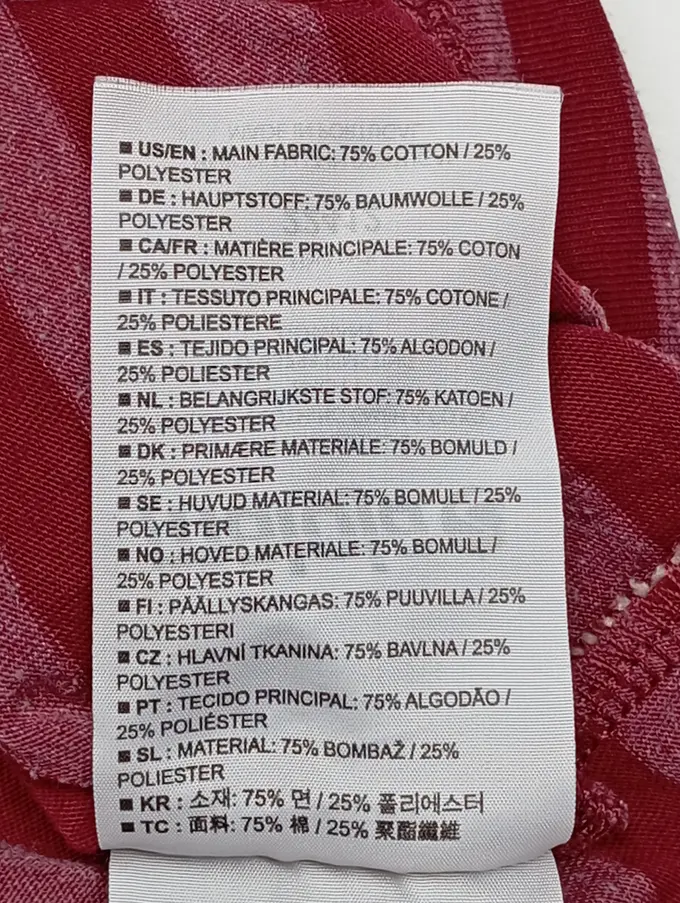 ■ US/EN : MAIN FABRIC: 75% COTTON / 25%
POLYESTER
■ DE : HAUPTSTOFF: 75% BAUMWOLLE / 25%
POLYESTER
■ CA/FR : MATIÈRE PRINCIPALE: 75% COTON
/ 25% POLYESTER
■ IT : TESSUTO PRINCIPALE: 75% COTONE /
25% POLIESTERE
■ ES : TEJIDO PRINCIPAL: 75% ALGODON /
25% POLIESTER
■ NL : BELANGRIJKSTE STOF: 75% KATOEN /
25% POLYESTER
■ DK : PRIMÆRE MATERIALE: 75% BOMULD /
25% POLYESTER
■ SE : HUVUD MATERIAL: 75% BOMULL / 25%
POLYESTER
■ NO : HOVED MATERIALE: 75% BOMULL /
25% POLYESTER
■ FI : PÄÄLLYSKANGAS: 75% PUUVILLA / 25%
POLYESTERI
■ CZ : HLAVNÍ TKANINA: 75% BAVLNA / 25%
POLYESTER
■ PT : TECIDO PRINCIPAL: 75% ALGODÃO /
25% POLIÉSTER
■ SL : MATERIAL: 75% BOMBAŽ / 25%
POLIESTER
■ KR : 소재: 75% 면 / 25% 폴리에스터
■ TC : 面料: 75% 棉 / 25% 聚酯纖維